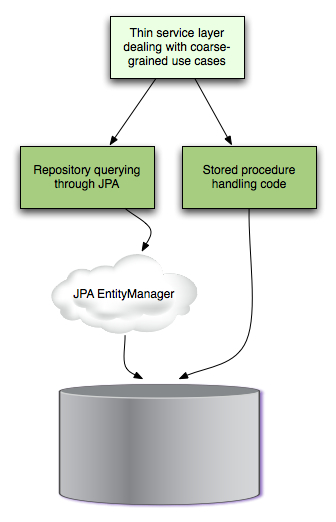 Thin service layer
dealing with coarse-
grained use cases
Repository querying
through JPA
Stored procedure
handling code
JPA EntityManager